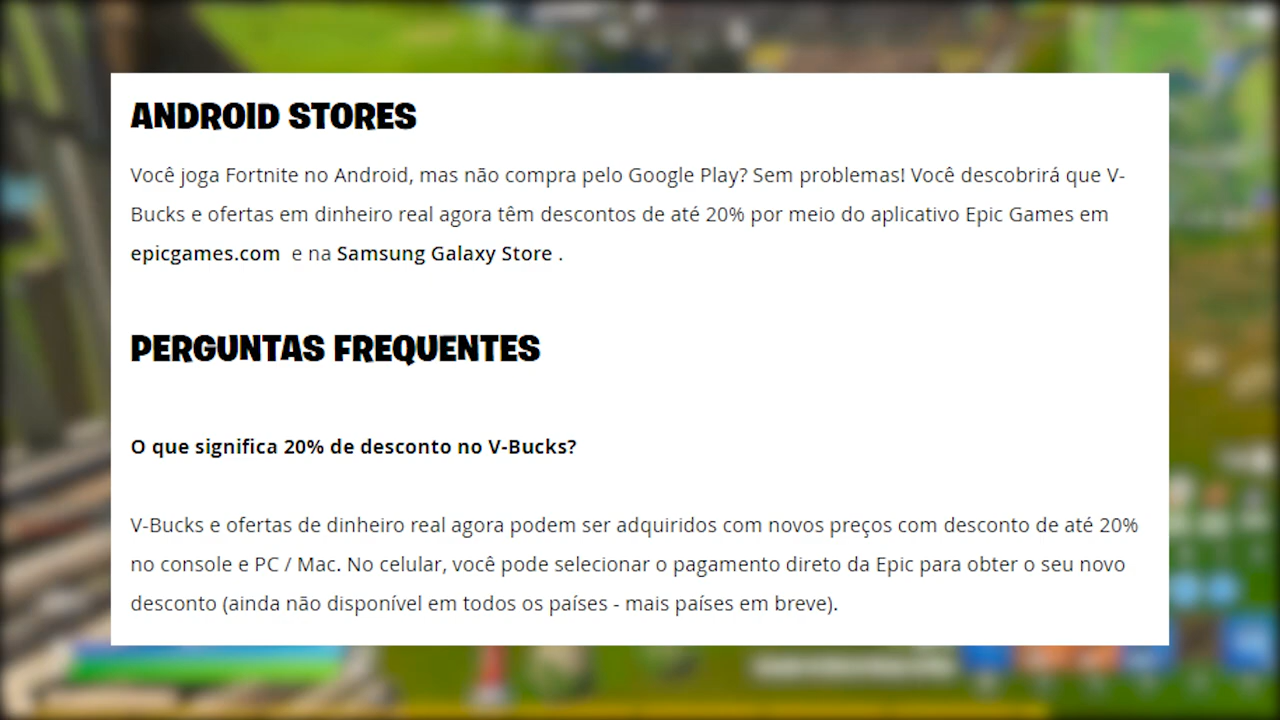 ANDROID STORES
Você joga Fortnite no Android, mas não compra pelo Google Play? Sem problemas! Você descobrirá que V-
Bucks e ofertas em dinheiro real agora têm descontos de até 20% por meio do aplicativo Epic Games em
epicgames.com e na Samsung Galaxy Store .
PERGUNTAS FREQUENTES
O que significa 20% de desconto no V-Bucks?
V-Bucks e ofertas de dinheiro real agora podem ser adquiridos com novos preços com desconto de até 20%
no console e PC / Mac. No celular, você pode selecionar o pagamento direto da Epic para obter o seu novo
desconto (ainda não disponível em todos os países - mais países em breve).